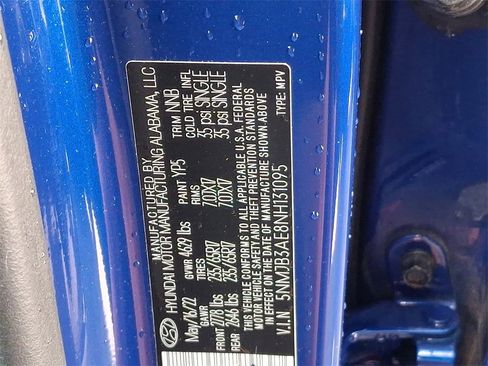 MANUFACTURED BY
HYUNDAI MOTOR MANUFACTURING ALABAMA, LLC
May/16/22 GVWR 4629 lbs PAINT YP5 TRIM NNB
GAWR TIRES RIMS COLD TIRE INFL
FRONT 2778 lbs 235/65R17 7.0JX17 35 psi SINGLE
2646 lbs 235/65R17 7.0JX17 35 psi SINGLE
THIS VEHICLE CONFORMS TO ALL APPLICABLE U.S.A. FEDERAL
MOTOR VEHICLE SAFETY AND THEFT PREVENTION STANDARDS
IN EFFECT ON THE DATE OF MANUFACTURE SHOWN ABOVE.
V.I.N. 5NMJB3AE8NH131095 TYPE: MPV